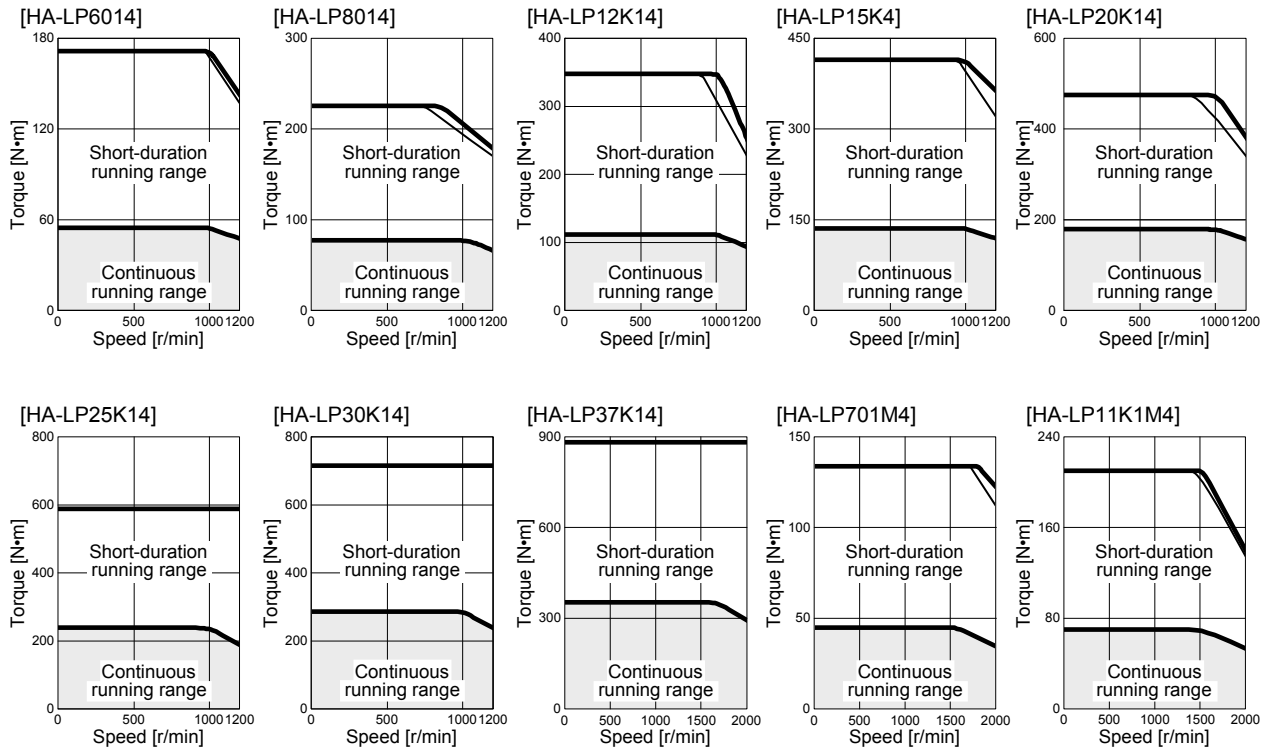 [HA-LP6014]
Torque [N•m]
180
120
60
0
Short-duration
running range
Continuous
running range
0 500 1000 1200
Speed [r/min]
[HA-LP8014]
Torque [N•m]
300
200
100
0
Short-duration
running range
Continuous
running range
0 500 1000 1200
Speed [r/min]
[HA-LP12K14]
Torque [N•m]
400
300
200
100
0
Short-duration
running range
Continuous
running range
0 500 1000 1200
Speed [r/min]
[HA-LP15K4]
Torque [N•m]
450
300
150
0
Short-duration
running range
Continuous
running range
0 500 1000 1200
Speed [r/min]
[HA-LP20K14]
Torque [N•m]
600
400
200
0
Short-duration
running range
Continuous
running range
0 500 1000 1200
Speed [r/min]
[HA-LP25K14]
Torque [N•m]
800
600
400
200
0
Short-duration
running range
Continuous
running range
0 500 1000 1200
Speed [r/min]
[HA-LP30K14]
Torque [N•m]
800
700
600
500
400
300
200
100
0
Short-duration
running range
Continuous
running range
0 500 1000 1200
Speed [r/min]
[HA-LP37K14]
Torque [N•m]
900
600
300
0
Short-duration
running range
Continuous
running range
0 500 1000 1500 2000
Speed [r/min]
[HA-LP701M4]
Torque [N•m]
150
100
50
0
Short-duration
running range
Continuous
running range
0 500 1000 1500 2000
Speed [r/min]
[HA-LP11K1M4]
Torque [N•m]
240
160
80
0
Short-duration
running range
Continuous
running range
0 500 1000 1500 2000
Speed [r/min]